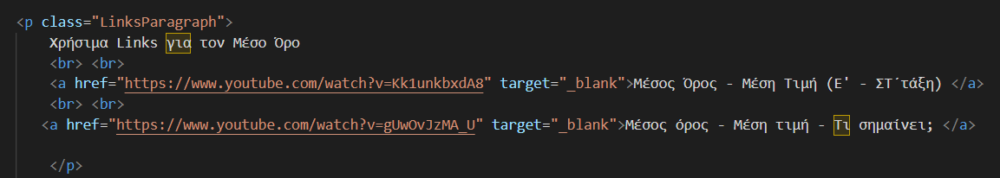 <p class="LinksParagraph">
Χρήσιμα Links για τον Μέσο Όρο
<br> <br>
<a href="https://www.youtube.com/watch?v=Kk1unkbxdA8" target="_blank">Μέσος Όρος - Μέση Τιμή (Ε' - ΣΤ΄τάξη) </a>
<br> <br>
<a href="https://www.youtube.com/watch?v=gUwOvJzMA_U" target="_blank">Μέσος όρος - Μέση τιμή - Τι σημαίνει; </a>
</p>